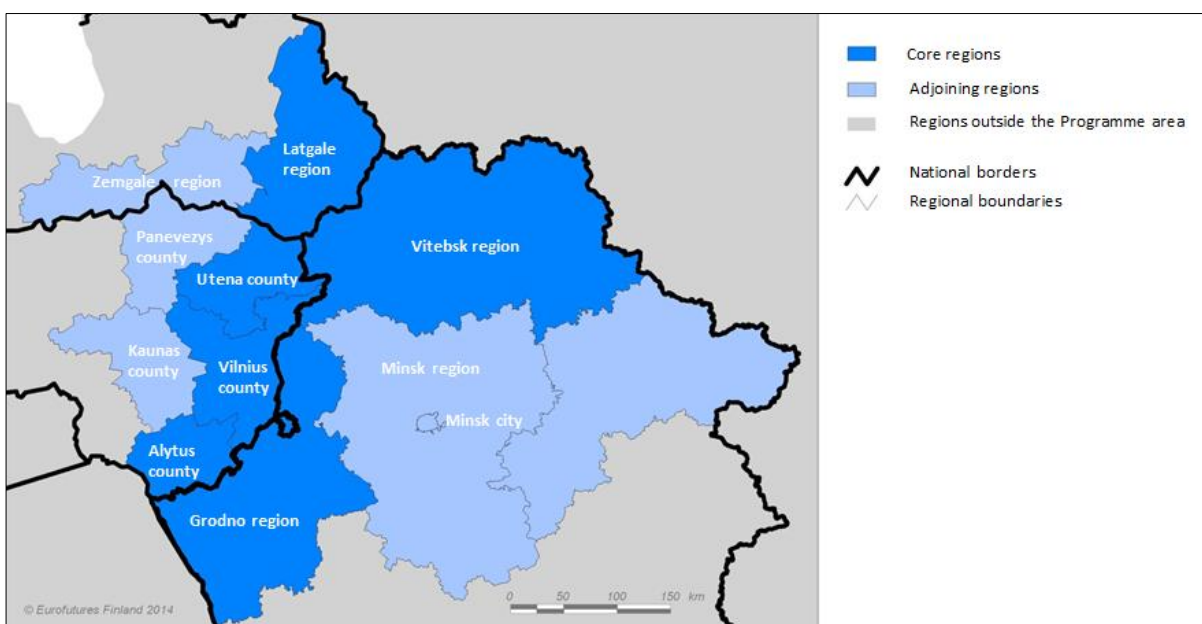 Core regions
Adjoining regions
Regions outside the Programme area
National borders
Regional boundaries
Latgale
region
Zemgale region
Panevezys
county
Utena county
Vitebsk region
Kaunas
county
Vilnius
county
Minsk region
Minsk city
Alytus
county
Grodno region
© Eurofutures Finland 2014
0 50 100 150 km